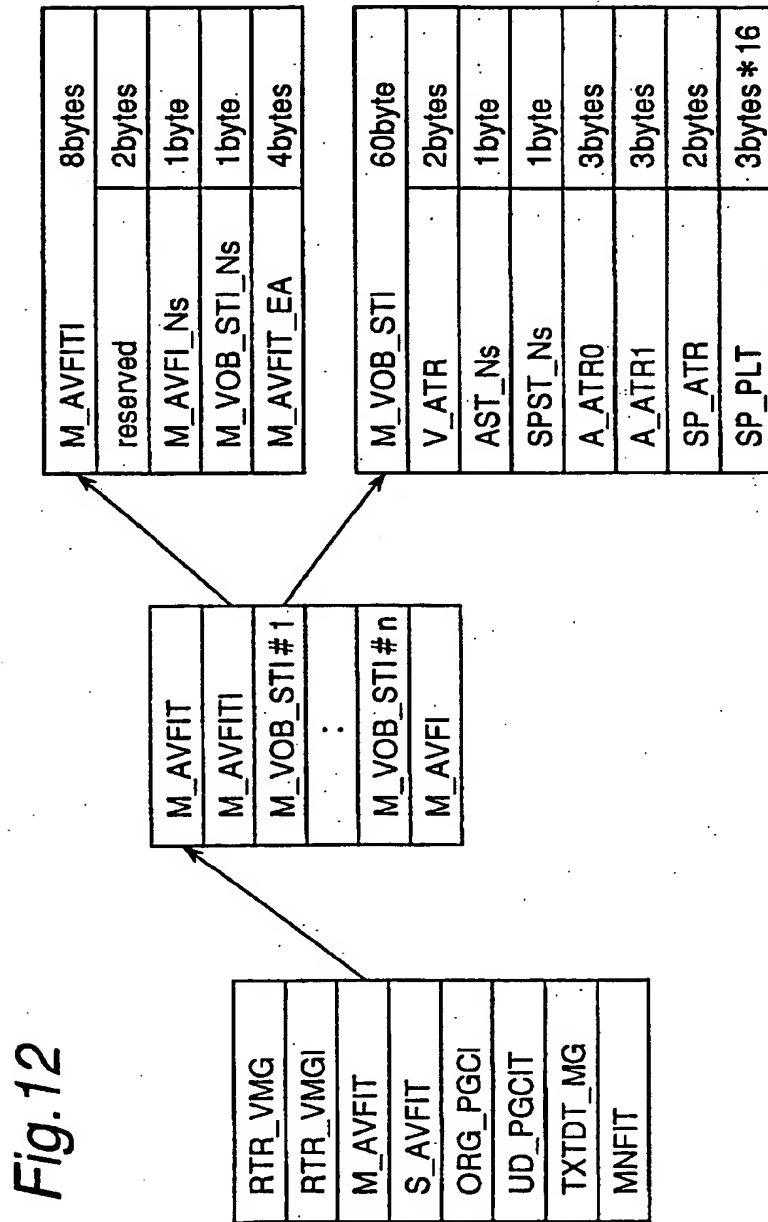 Fig.12
RTR_VMG
RTR_VMGI
M_AVFIT
S_AVFIT
ORG_PGCI
UD_PGCIT
TXTDT_MG
MNFIT
M_AVFIT
M_AVFITI
M_VOB_STI#1
:
M_VOB_STI#n
M_AVFI
M_AVFITI 8bytes
reserved 2bytes
M_AVFI_Ns 1byte
M_VOB_STI_Ns 1byte
M_AVFIT_EA 4bytes
M_VOB_STI 60byte
V_ATR 2bytes
AST_Ns 1byte
SPST_Ns 1byte
A_ATR0 3bytes
A_ATR1 3bytes
SP_ATR 2bytes
SP_PLT 3bytes*16